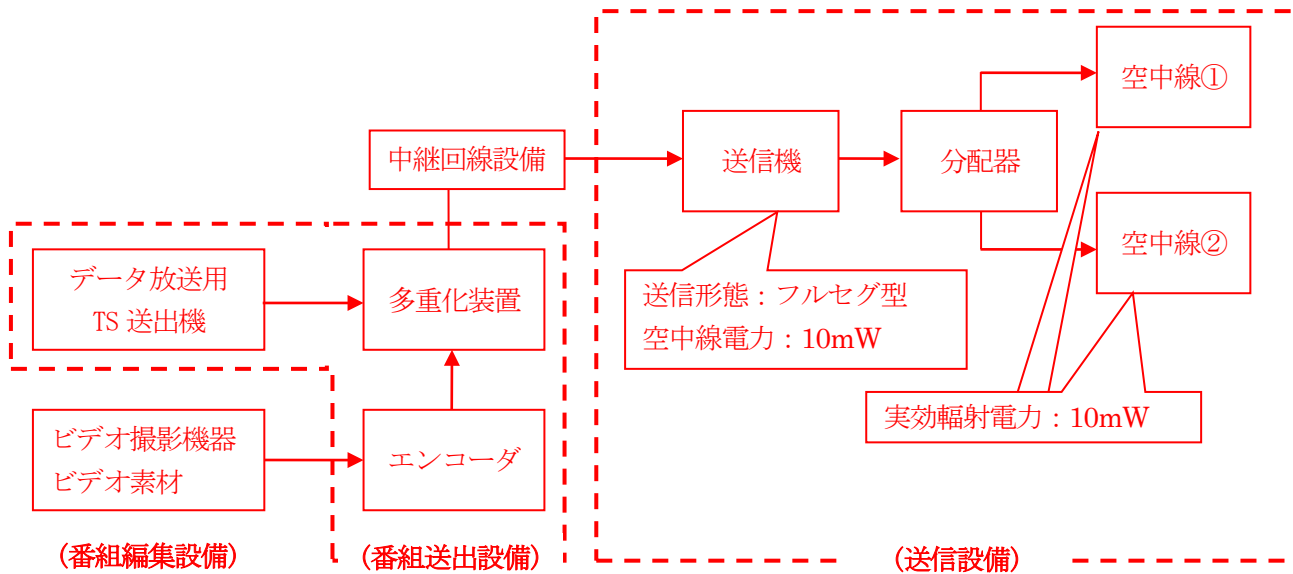 空中線①
中継回線設備
送信機
分配器
空中線②
データ放送用
TS 送出機
多重化装置
送信形態：フルセグ型
空中線電力：10mW
実効輻射電力：10mW
ビデオ撮影機器
ビデオ素材
エンコーダ
（番組編集設備）
（番組送出設備）
（送信設備）